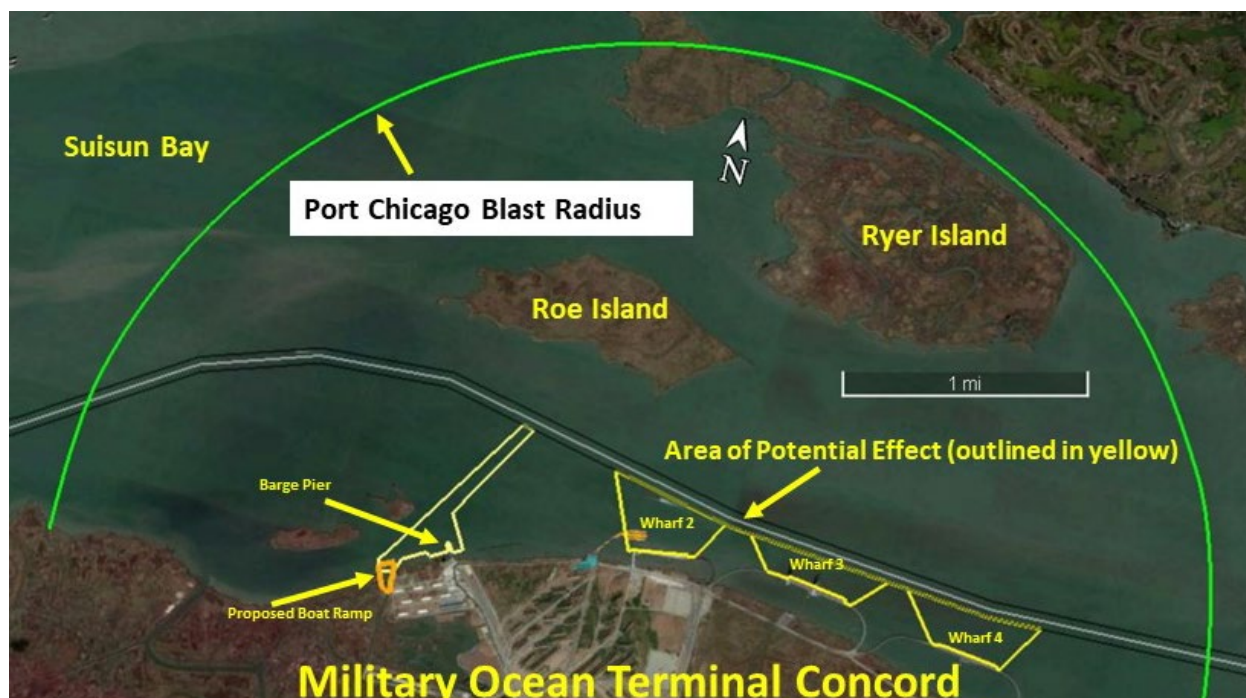 Suisun Bay
N
Port Chicago Blast Radius
Ryer Island
Roe Island
1 mi
Area of Potential Effect (outlined in yellow)
Barge Pier
Wharf 2
Wharf 3
Proposed Boat Ramp
Wharf 4
Military Ocean Terminal Concord